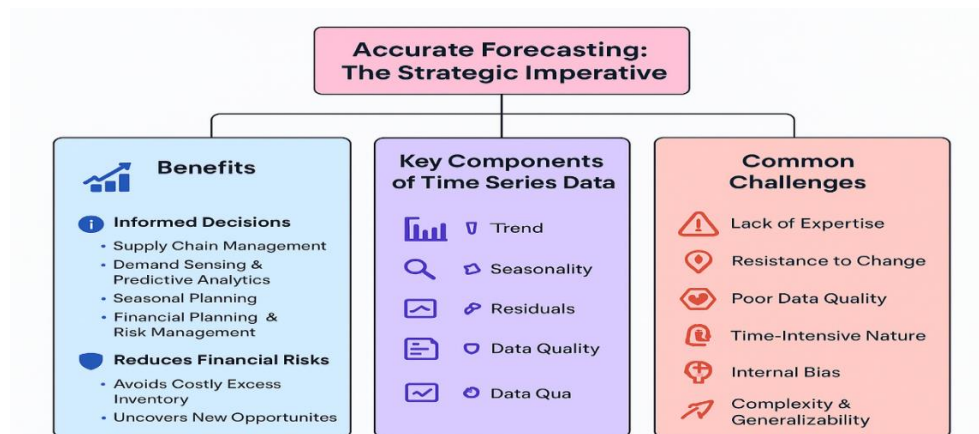 Accurate Forecasting:
The Strategic Imperative
Benefits
Informed Decisions
• Supply Chain Management
• Demand Sensing &
Predictive Analytics
• Seasonal Planning
• Financial Planning &
Risk Management
Reduces Financial Risks
• Avoids Costly Excess
Inventory
• Uncovers New Opportunites
Key Components
of Time Series Data
Trend
Seasonality
Residuals
Data Quality
Data Qua
Common
Challenges
Lack of Expertise
Resistance to Change
Poor Data Quality
Time-Intensive Nature
Internal Bias
Complexity &
Generalizability